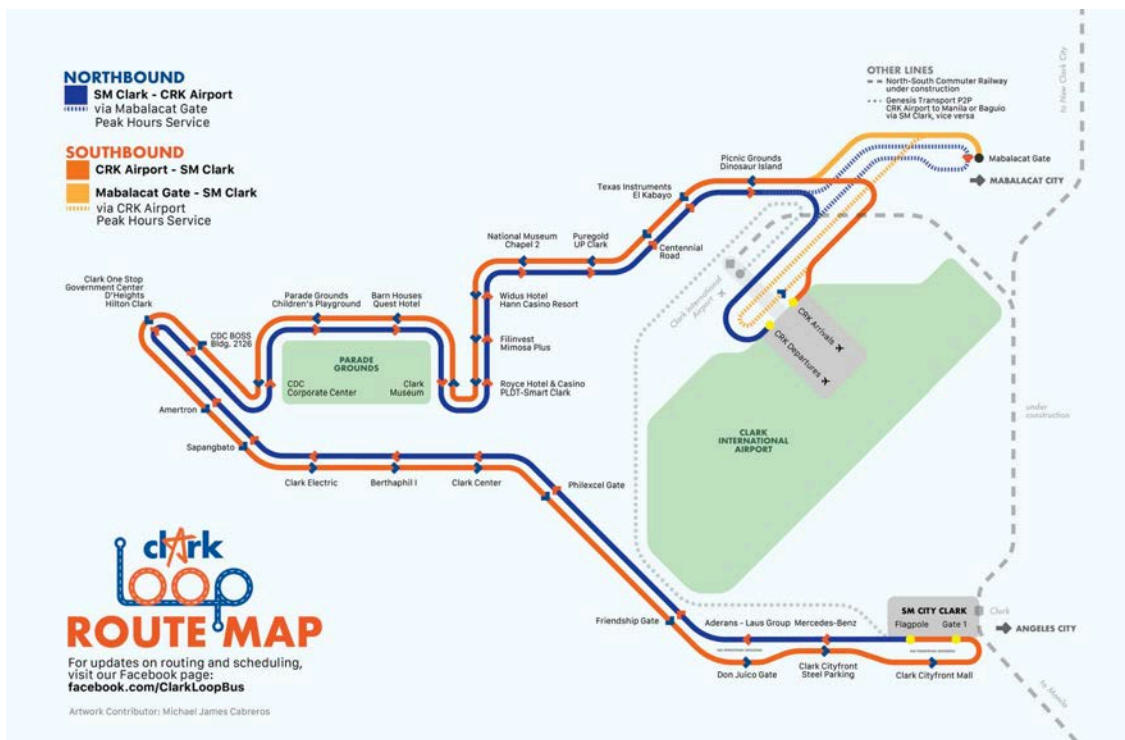 NORTHBOUND
SM Clark - CRK Airport
via Mabalacat Gate
Peak Hours Service
SOUTHBOUND
CRK Airport - SM Clark
Mabalacat Gate - SM Clark
via CRK Airport
Peak Hours Service
OTHER LINES
North-South Commuter Railway
under construction
Genesis Transport P2P
CRK Airport to Manila or Baguio
via SM Clark, vice versa
to New Clark City
Mabalacat Gate
MABALACAT CITY
Picnic Grounds
Dinosaur Island
Texas Instruments
El Kabayo
Centennial
Road
National Museum
Chapel 2
Puregold
UP Clark
Clark International
Airport
CRK Arrivals
CRK Departures
Clark One Stop
Government Center
D'Heights
Hilton Clark
CDC BOSS
Bldg. 2126
Parade Grounds
Children's Playground
Barn Houses
Quest Hotel
Widus Hotel
Hann Casino Resort
Filinvest
Mimosa Plus
Royce Hotel & Casino
PLDT-Smart Clark
PARADE
GROUNDS
CDC
Corporate Center
Clark
Museum
Amertron
Sapangbato
Clark Electric
Berthaphil I
Clark Center
Philexcel Gate
CLARK
INTERNATIONAL
AIRPORT
under
construction
Friendship Gate
Aderans - Laus Group
Mercedes-Benz
SM CITY CLARK
Flagpole
Gate 1
Clark
ANGELES CITY
Don Juico Gate
Clark Cityfront
Steel Parking
Clark Cityfront Mall
to Manila
clArk
LOOP
ROUTE MAP
For updates on routing and scheduling,
visit our Facebook page:
facebook.com/ClarkLoopBus
Artwork Contributor: Michael James Cabreros